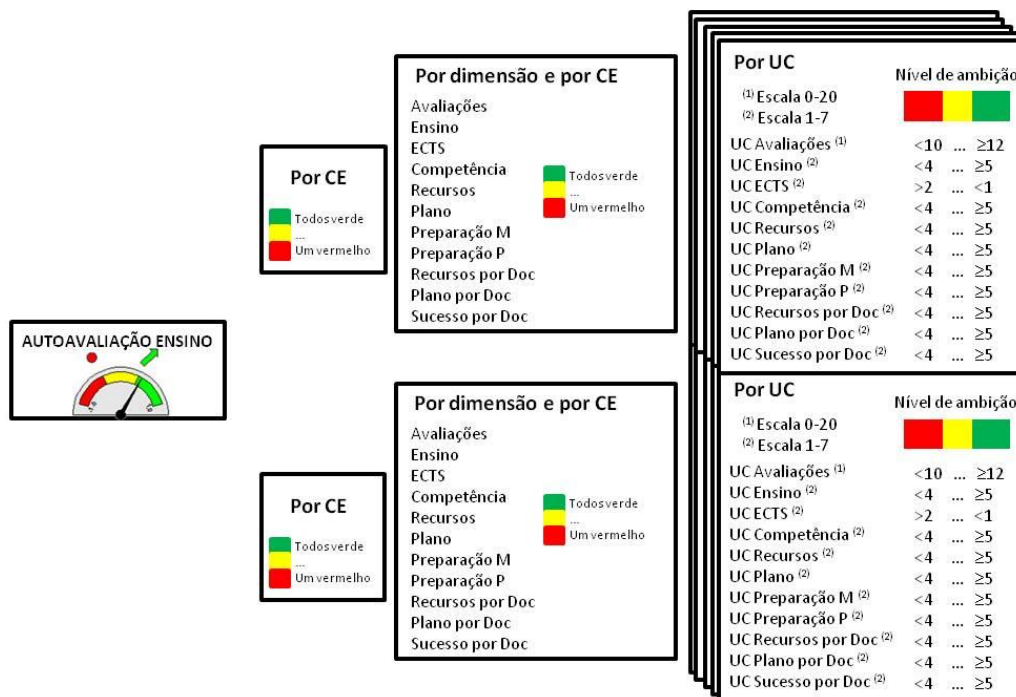 AUTOAVALIAÇÃO ENSINO
Por CE
Todos verde
...
Um vermelho
Por dimensão e por CE
Avaliações
Ensino
ECTS
Competência
Recursos
Plano
Preparação M
Preparação P
Recursos por Doc
Plano por Doc
Sucesso por Doc
Todos verde
...
Um vermelho
Por UC
Nível de ambição
(1) Escala 0-20
(2) Escala 1-7
UC Avaliações (1) <10 ... ≥12
UC Ensino (2) <4 ... ≥5
UC ECTS (2) >2 ... <1
UC Competência (2) <4 ... ≥5
UC Recursos (2) <4 ... ≥5
UC Plano (2) <4 ... ≥5
UC Preparação M (2) <4 ... ≥5
UC Preparação P (2) <4 ... ≥5
UC Recursos por Doc (2) <4 ... ≥5
UC Plano por Doc (2) <4 ... ≥5
UC Sucesso por Doc (2) <4 ... ≥5
Por CE
Todos verde
...
Um vermelho
Por dimensão e por CE
Avaliações
Ensino
ECTS
Competência
Recursos
Plano
Preparação M
Preparação P
Recursos por Doc
Plano por Doc
Sucesso por Doc
Todos verde
...
Um vermelho
Por UC
Nível de ambição
(1) Escala 0-20
(2) Escala 1-7
UC Avaliações (1) <10 ... ≥12
UC Ensino (2) <4 ... ≥5
UC ECTS (2) >2 ... <1
UC Competência (2) <4 ... ≥5
UC Recursos (2) <4 ... ≥5
UC Plano (2) <4 ... ≥5
UC Preparação M (2) <4 ... ≥5
UC Preparação P (2) <4 ... ≥5
UC Recursos por Doc (2) <4 ... ≥5
UC Plano por Doc (2) <4 ... ≥5
UC Sucesso por Doc (2) <4 ... ≥5